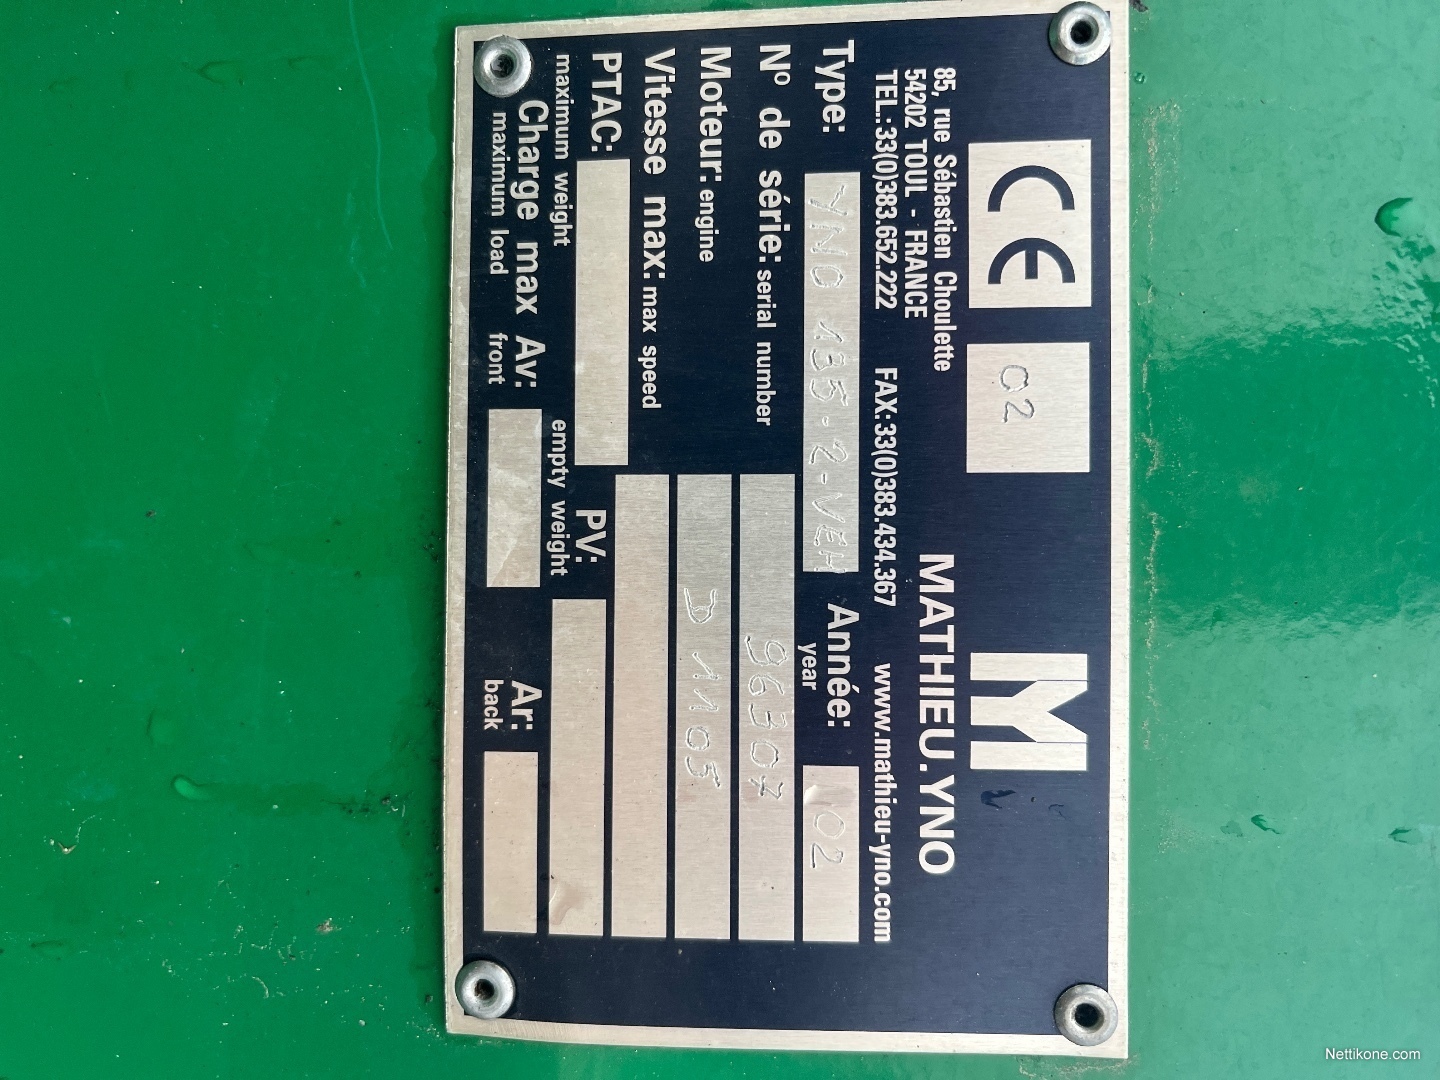 CE 02 M
MATHIEU.YNO
85, rue Sébastien Choulette
54202 TOUL - FRANCE
TEL.: 33(0)383.652.222 FAX: 33(0)383.434.367 www.mathieu-yno.com
Type: YNO 135-2-VEH Année: 02
year
Nº de série: serial number 96307
Moteur: engine D 1105
Vitesse max: max speed
PTAC: PV:
maximum weight empty weight
Charge max Av: Ar:
maximum load front back
Nettikone.com